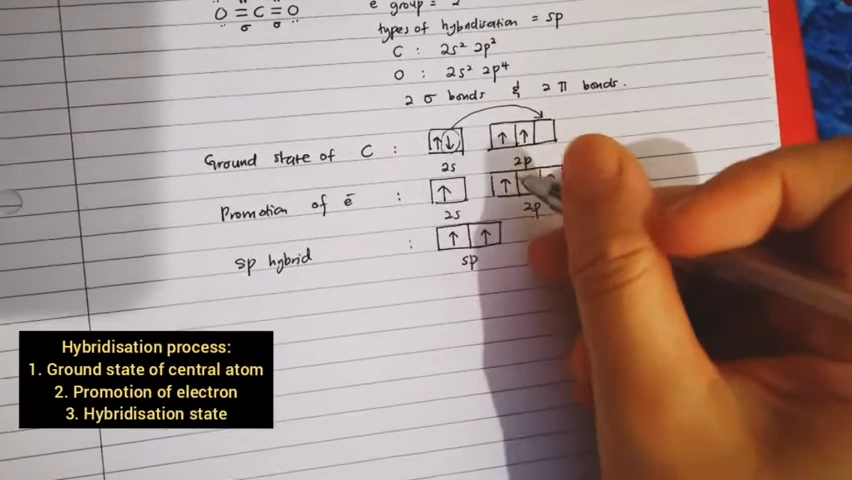 O = C = O
σ σ
e group = 2
types of hybridisation = sp
C : 2s² 2p²
O : 2s² 2p⁴
2 σ bonds & 2 π bonds.
Ground state of C : ↑↓ ↑ ↑
2s 2p
Promotion of ē : ↑ ↑
2s 2p
sp hybrid : ↑ ↑
sp
Hybridisation process:
1. Ground state of central atom
2. Promotion of electron
3. Hybridisation state